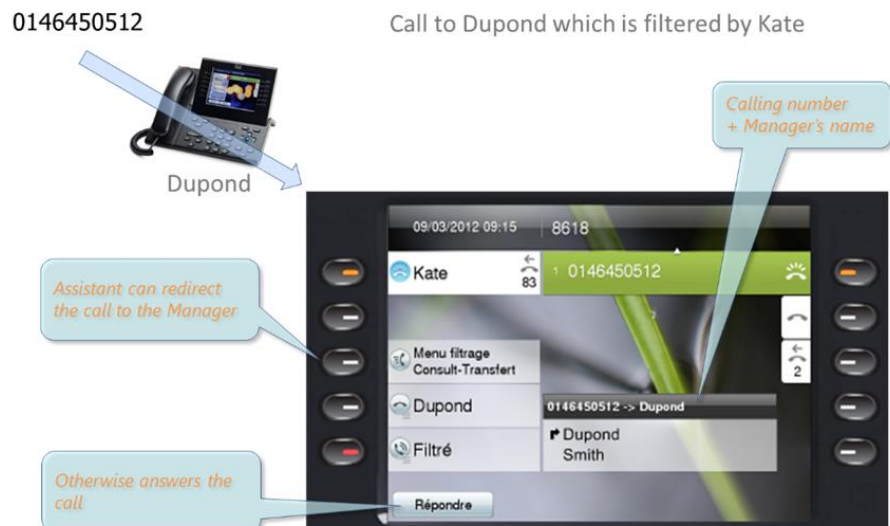 0146450512
Call to Dupond which is filtered by Kate
Calling number
+ Manager's name
Dupond
09/03/2012 09:15
8618
Kate
83
1 0146450512
Assistant can redirect
the call to the Manager
2
Menu filtrage
Consult-Transfert
Dupond
0146450512 -> Dupond
Dupond
Smith
Filtré
Otherwise answers the
call
Répondre